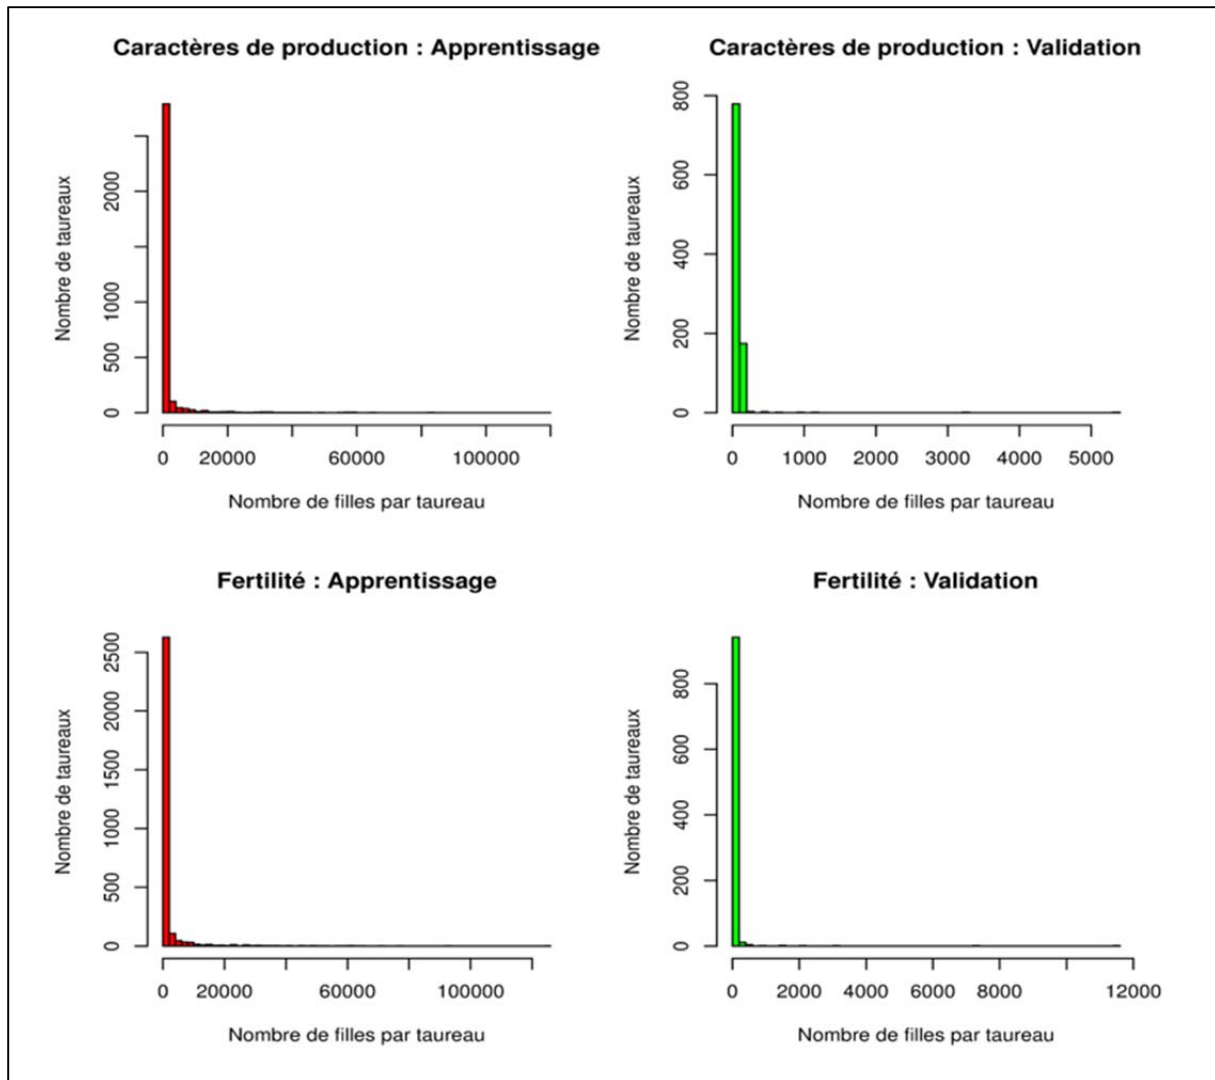 Caractères de production : Apprentissage
Nombre de taureaux
0 500 1000 2000
0 20000 60000 100000
Nombre de filles par taureau
Caractères de production : Validation
Nombre de taureaux
0 200 400 600 800
0 1000 2000 3000 4000 5000
Nombre de filles par taureau
Fertilité : Apprentissage
Nombre de taureaux
0 500 1000 1500 2000 2500
0 20000 60000 100000
Nombre de filles par taureau
Fertilité : Validation
Nombre de taureaux
0 200 400 600 800
0 2000 4000 6000 8000 12000
Nombre de filles par taureau